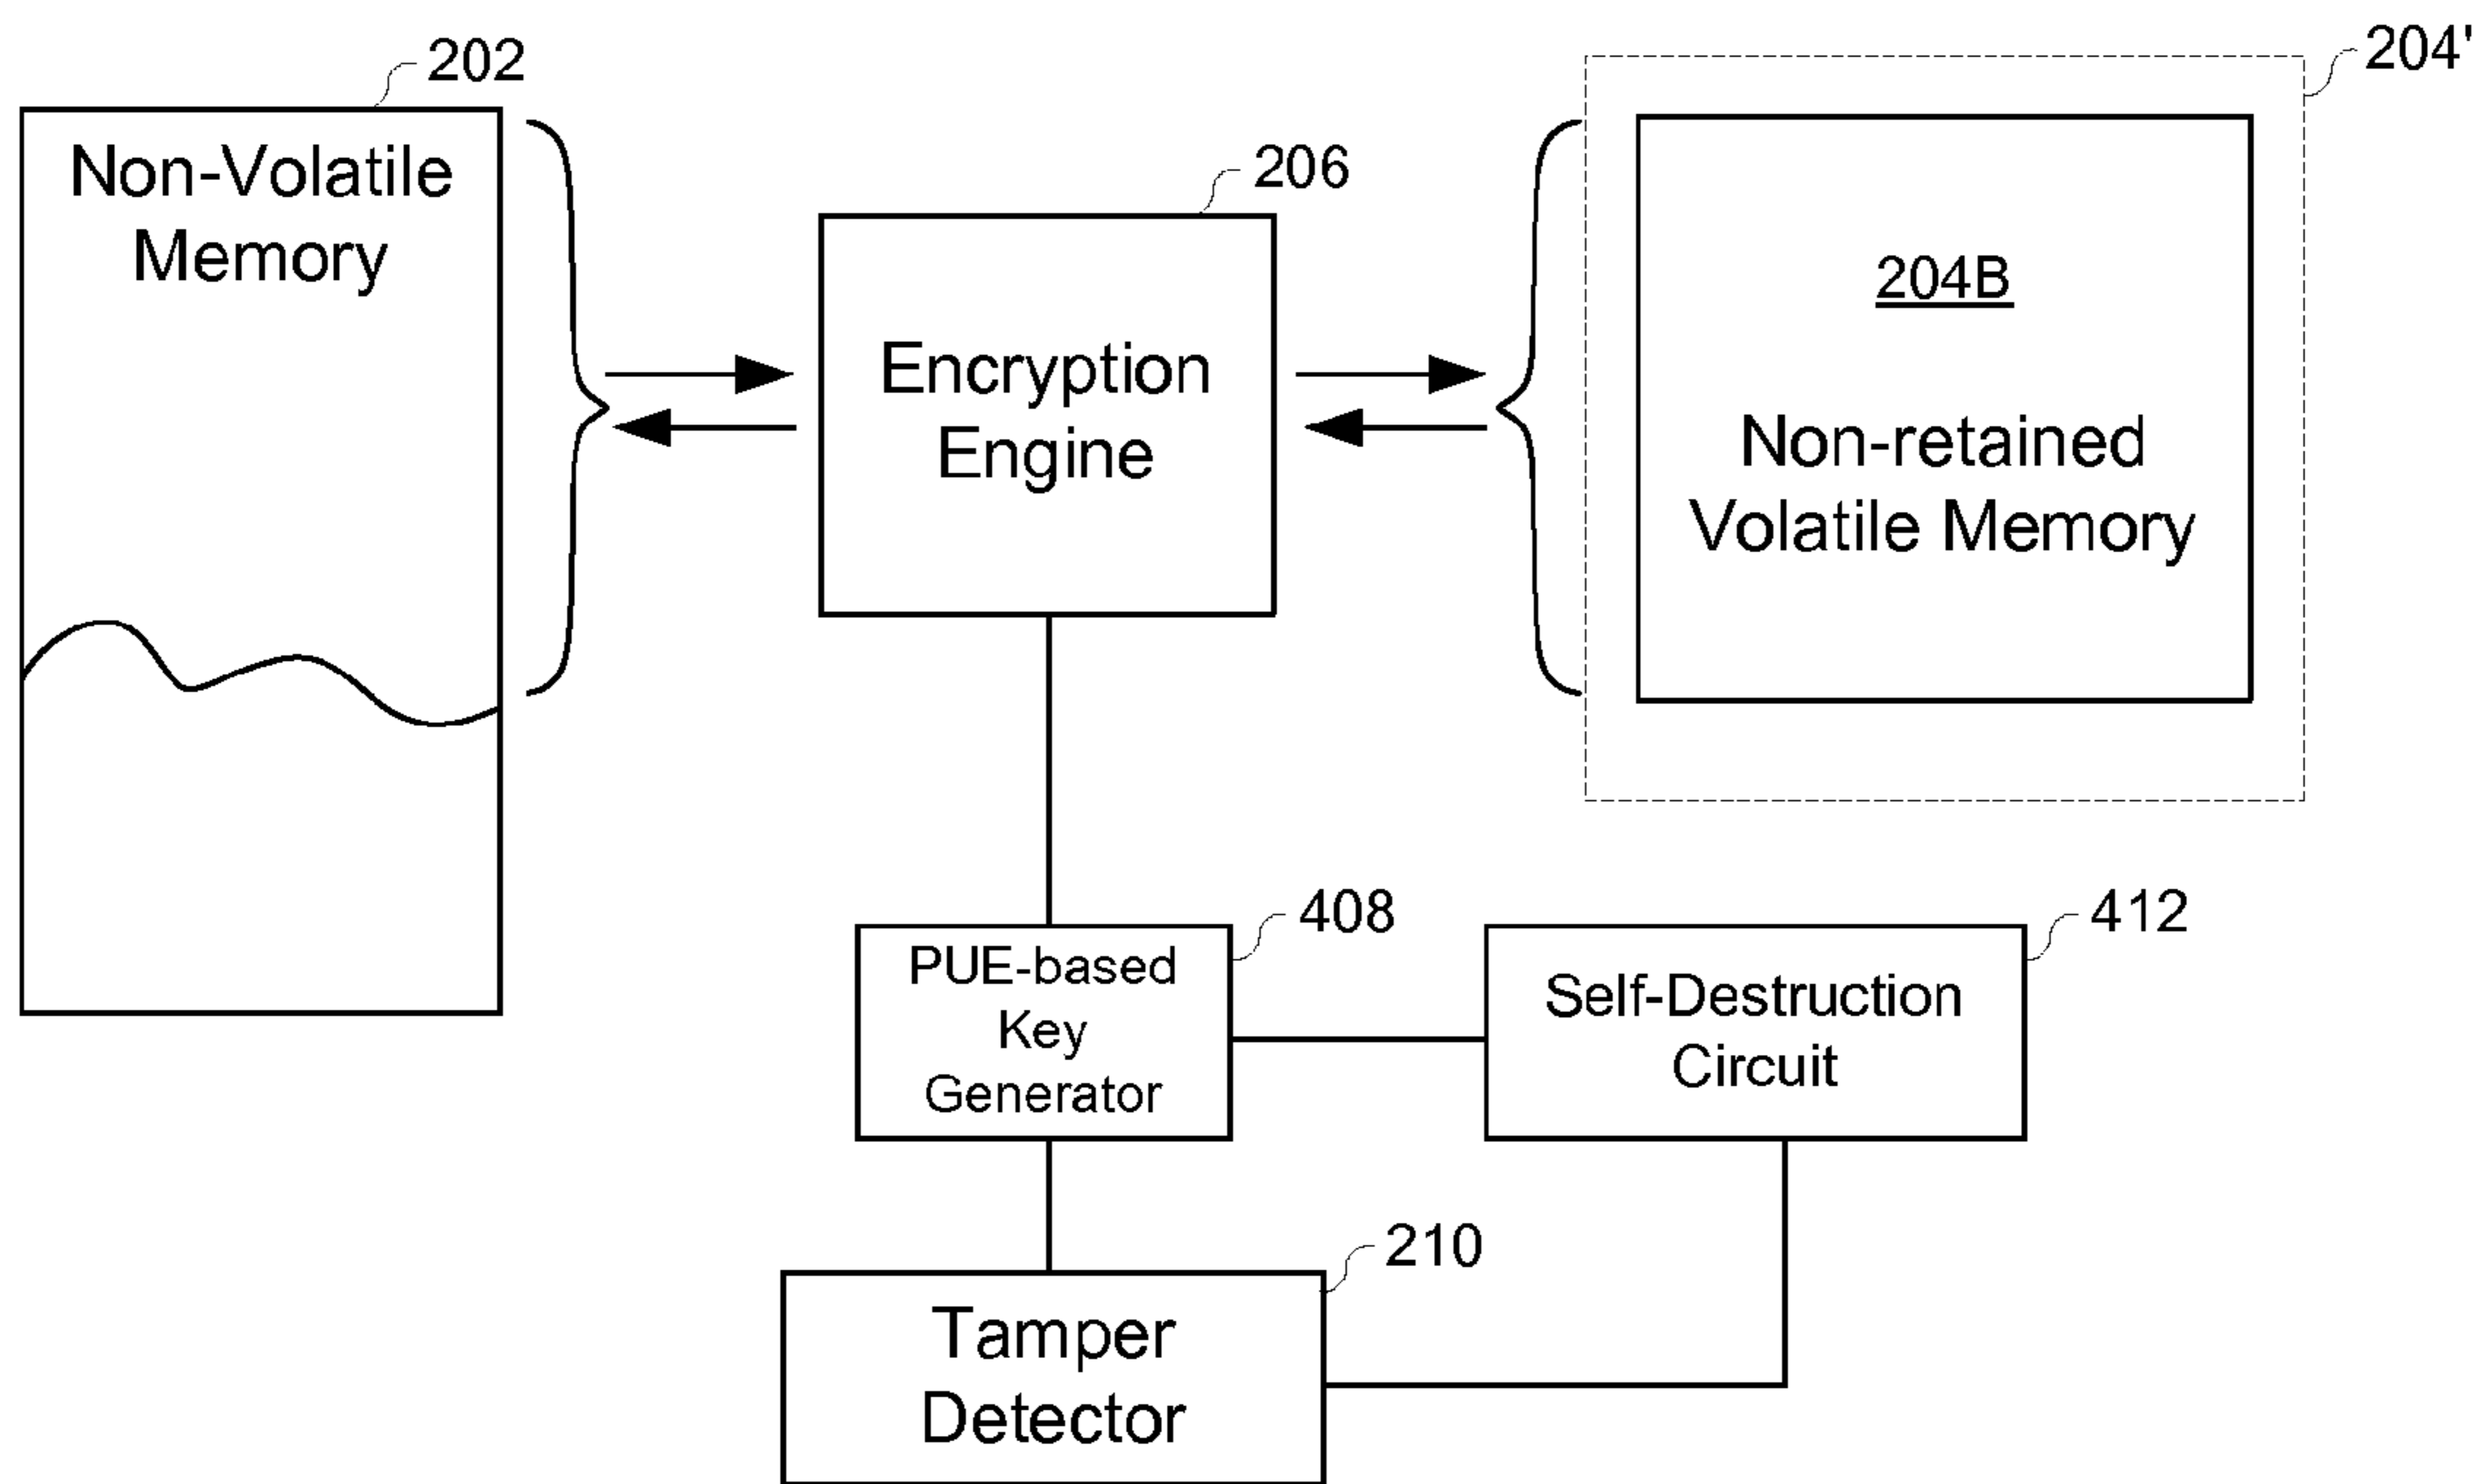 202
Non-Volatile
Memory
206
Encryption
Engine
204'
204B
Non-retained
Volatile Memory
408
PUE-based
Key
Generator
412
Self-Destruction
Circuit
210
Tamper
Detector